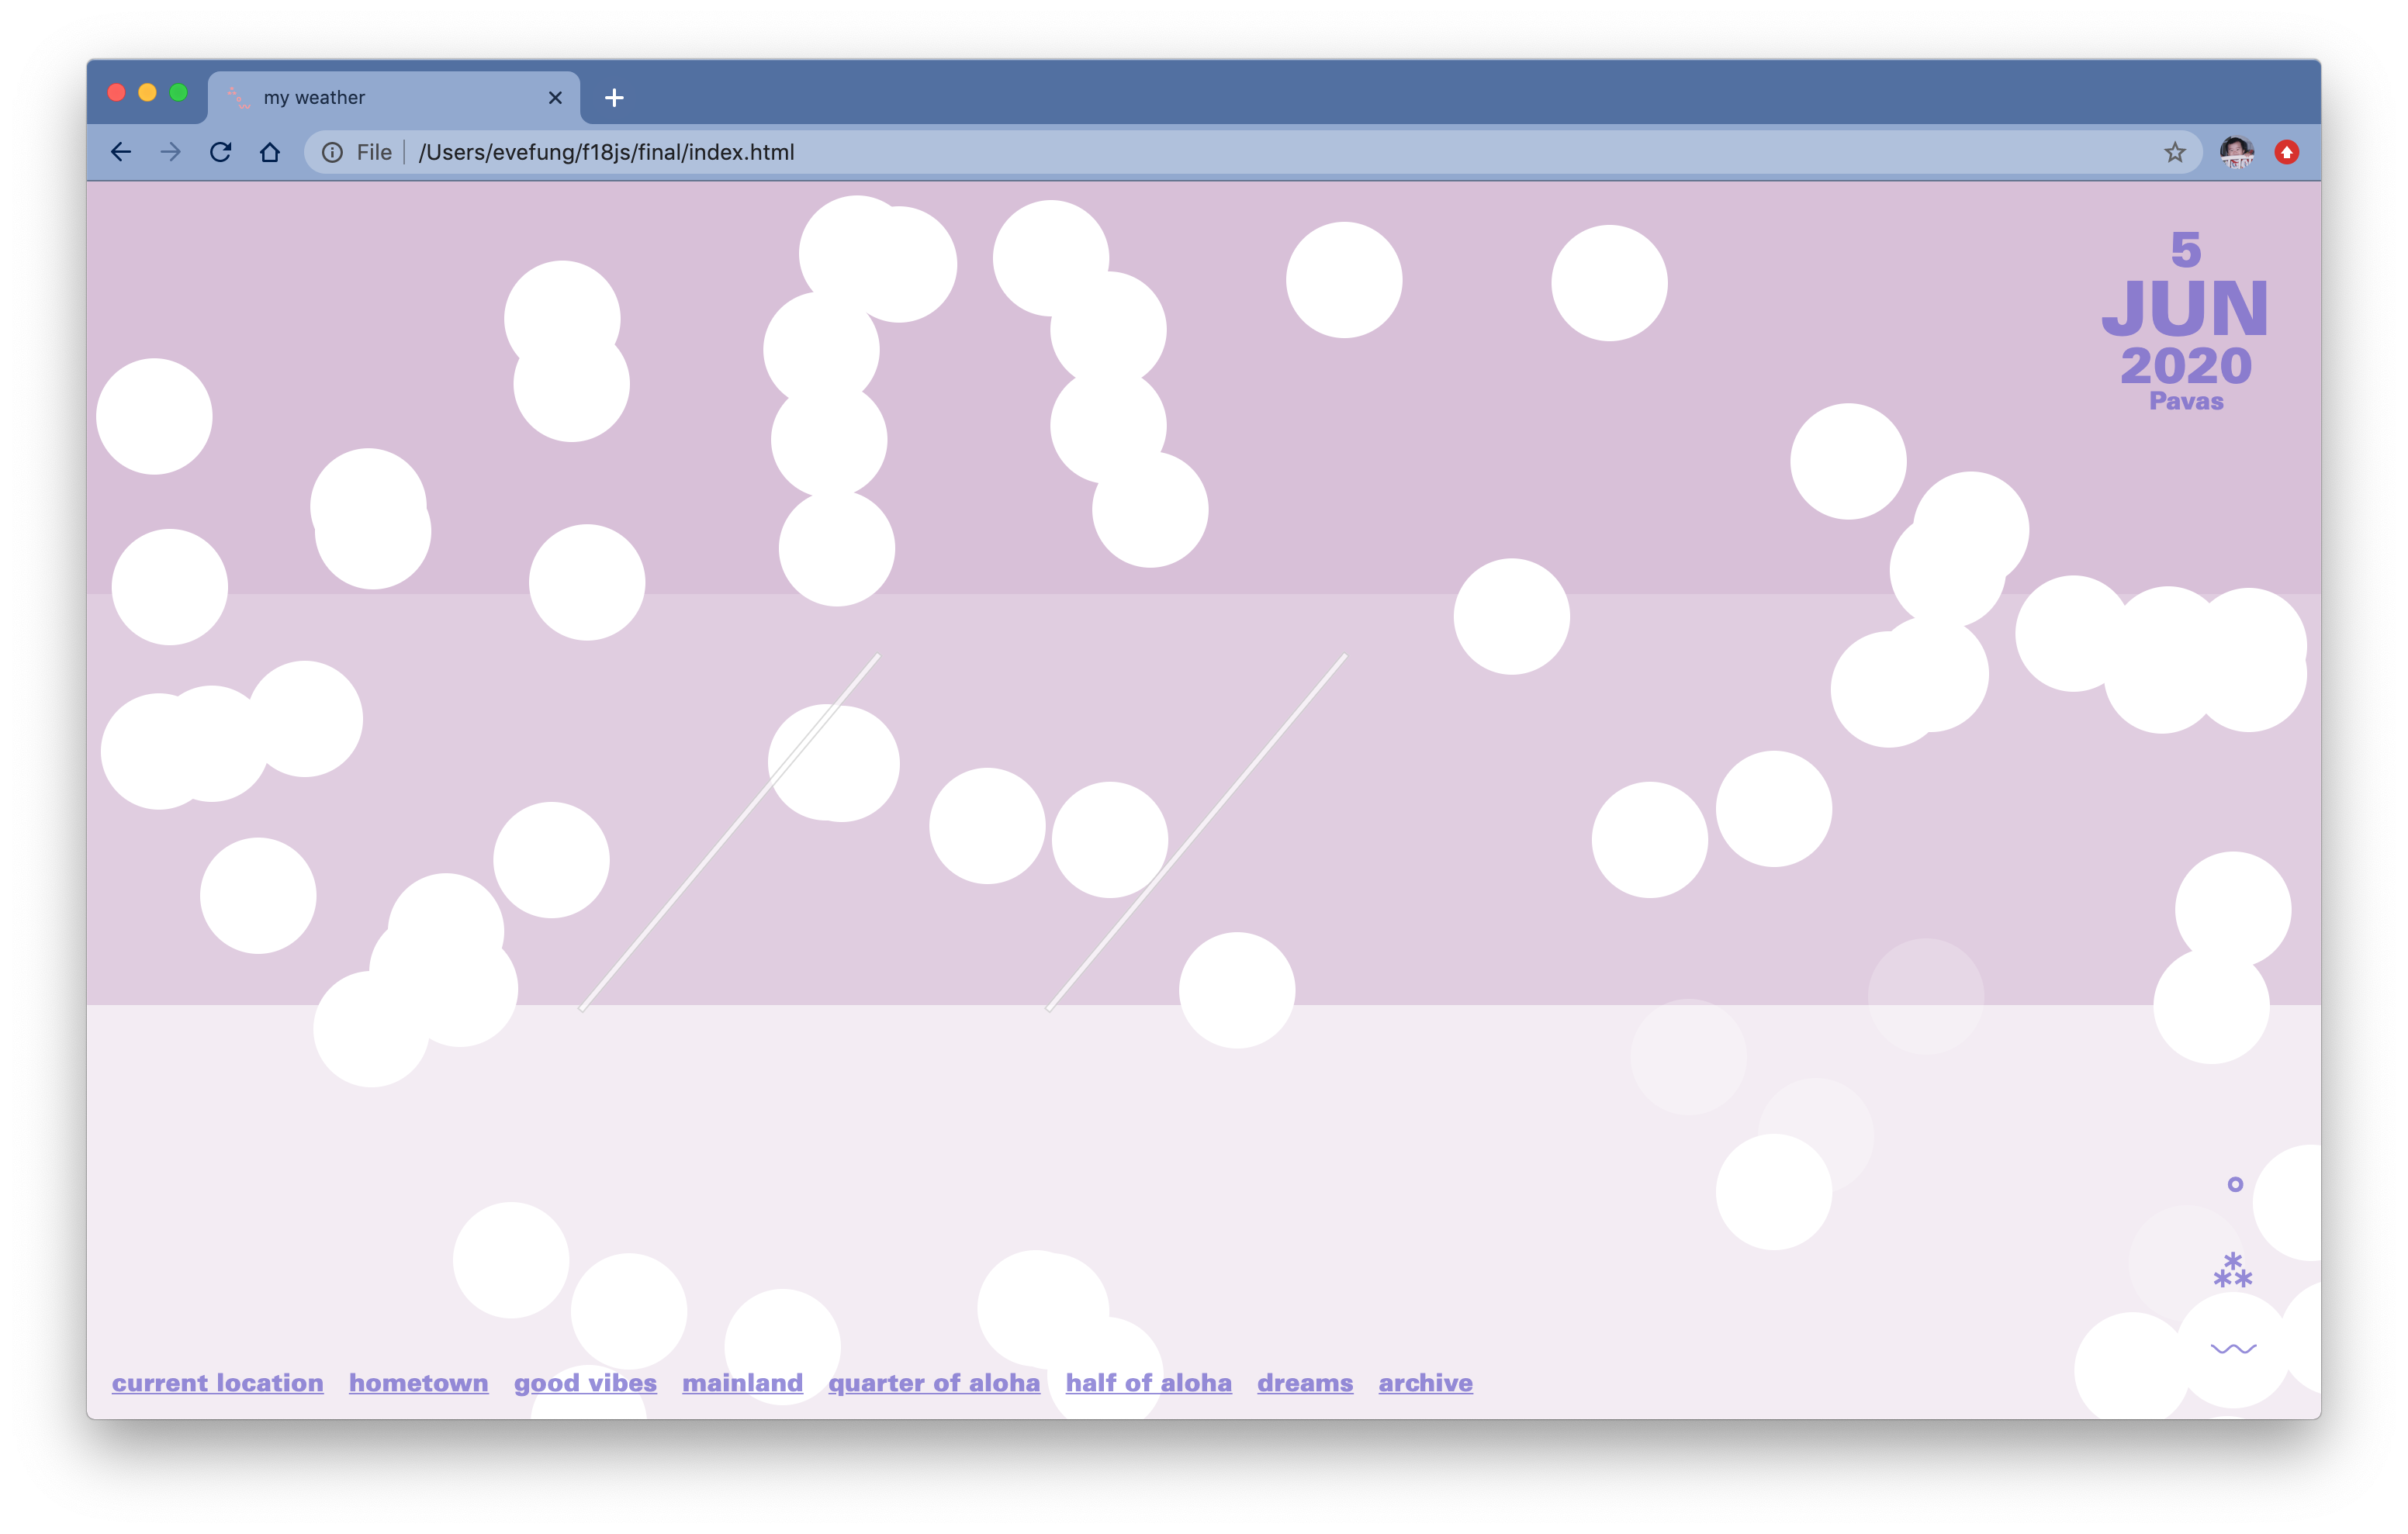 my weather
File /Users/evefung/f18js/final/index.html
5
JUN
2020
Pavas
current location hometown good vibes mainland quarter of aloha half of aloha dreams archive